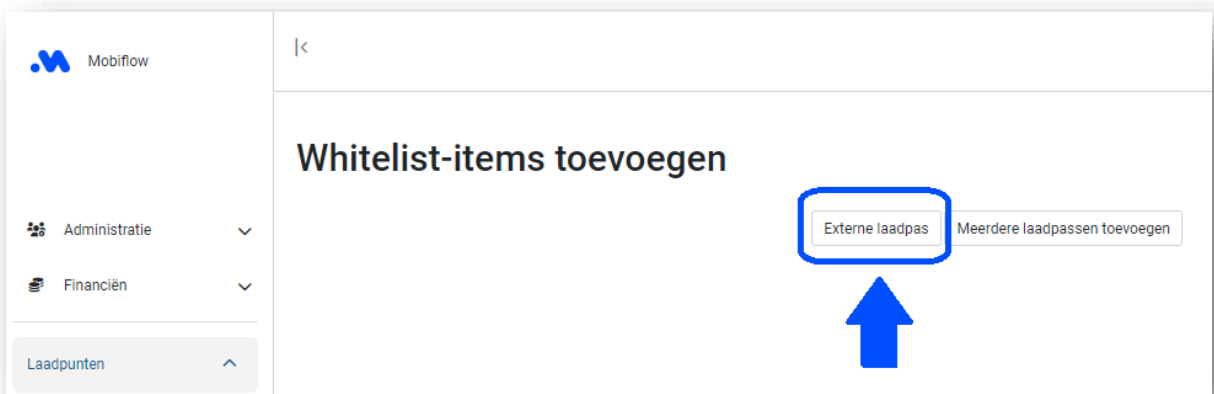 Mobiflow
Whitelist-items toevoegen
Externe laadpas
Meerdere laadpassen toevoegen
Administratie
Financiën
Laadpunten